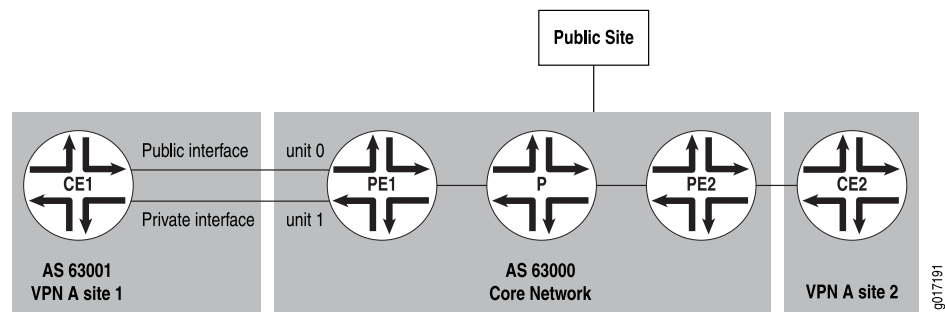 Public Site
Public interface
unit 0
CE1
PE1
P
PE2
CE2
Private interface
unit 1
AS 63001
VPN A site 1
AS 63000
Core Network
VPN A site 2
g017191